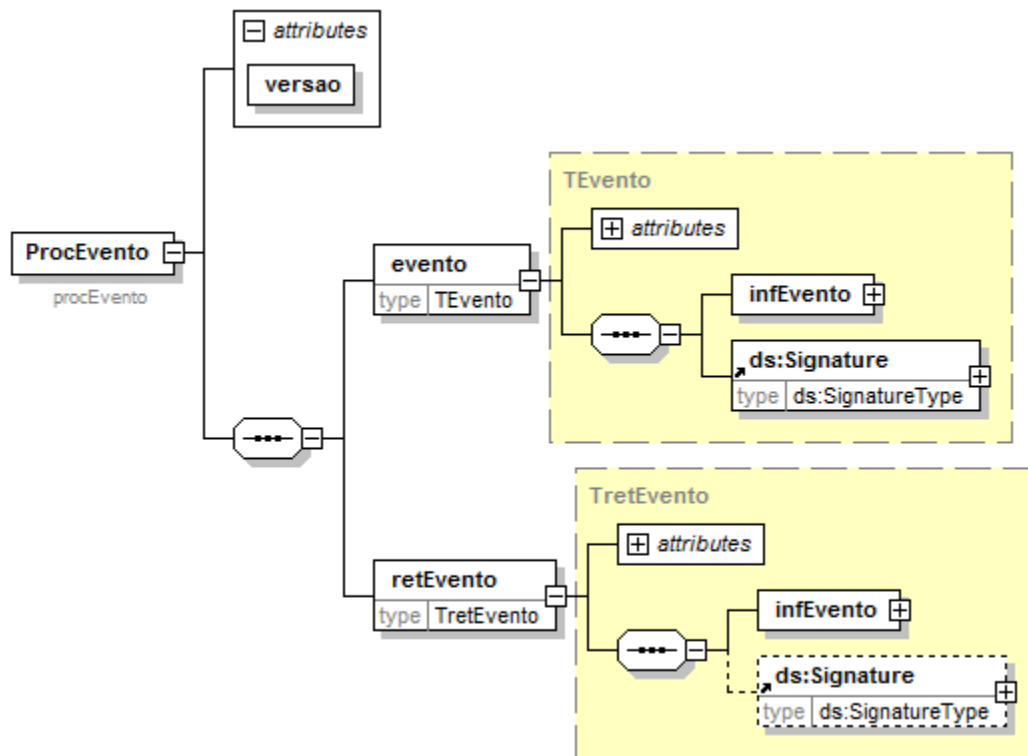 attributes
versao
TEvento
attributes
ProcEvento
procEvento
evento
type TEvento
infEvento
ds:Signature
type ds:SignatureType
TretEvento
attributes
retEvento
type TretEvento
infEvento
ds:Signature
type ds:SignatureType